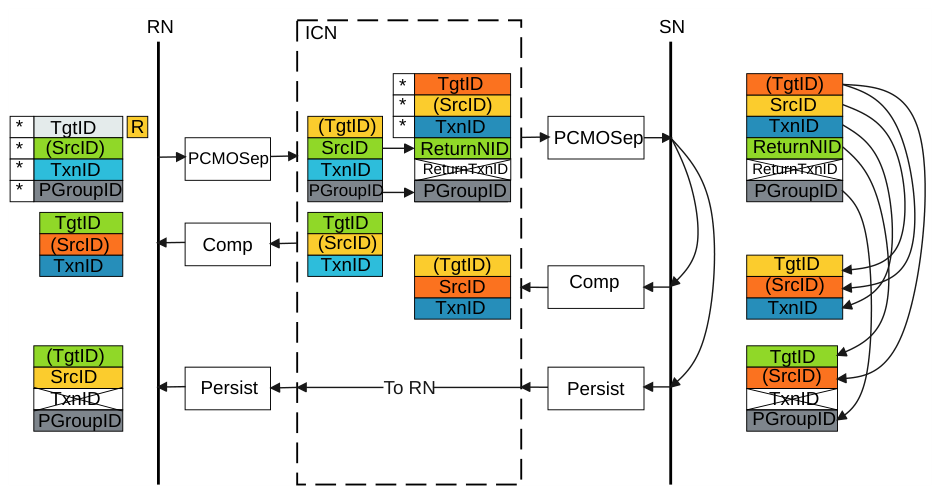 RN
ICN
SN
*
TgtID
R
*
(SrcID)
*
TxnID
*
PGroupID
PCMOSep
(TgtID)
SrcID
TxnID
PGroupID
*
TgtID
*
(SrcID)
*
TxnID
ReturnNID
ReturnTxnID
PGroupID
PCMOSep
(TgtID)
SrcID
TxnID
ReturnNID
ReturnTxnID
PGroupID
TgtID
(SrcID)
TxnID
Comp
TgtID
(SrcID)
TxnID
(TgtID)
SrcID
TxnID
Comp
TgtID
(SrcID)
TxnID
(TgtID)
SrcID
TxnID
PGroupID
Persist
To RN
Persist
TgtID
(SrcID)
TxnID
PGroupID